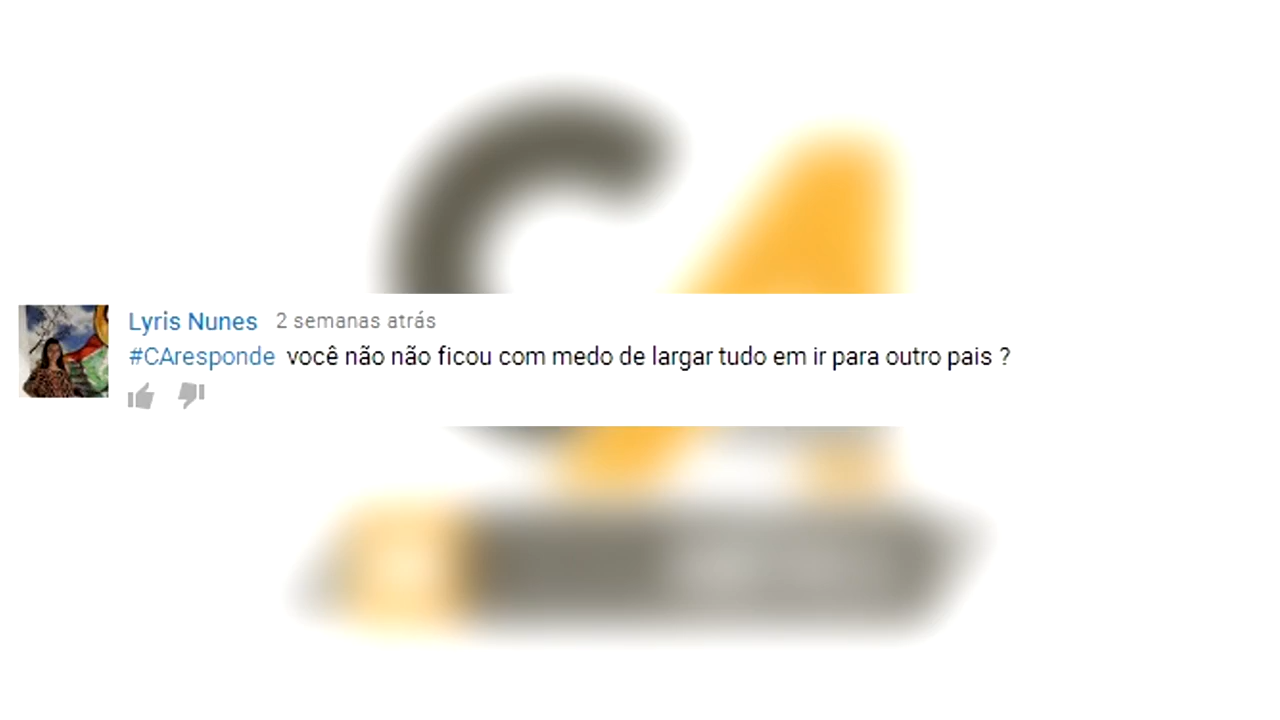 Lyris Nunes 2 semanas atrás
#CAresponde você não não ficou com medo de largar tudo em ir para outro pais ?